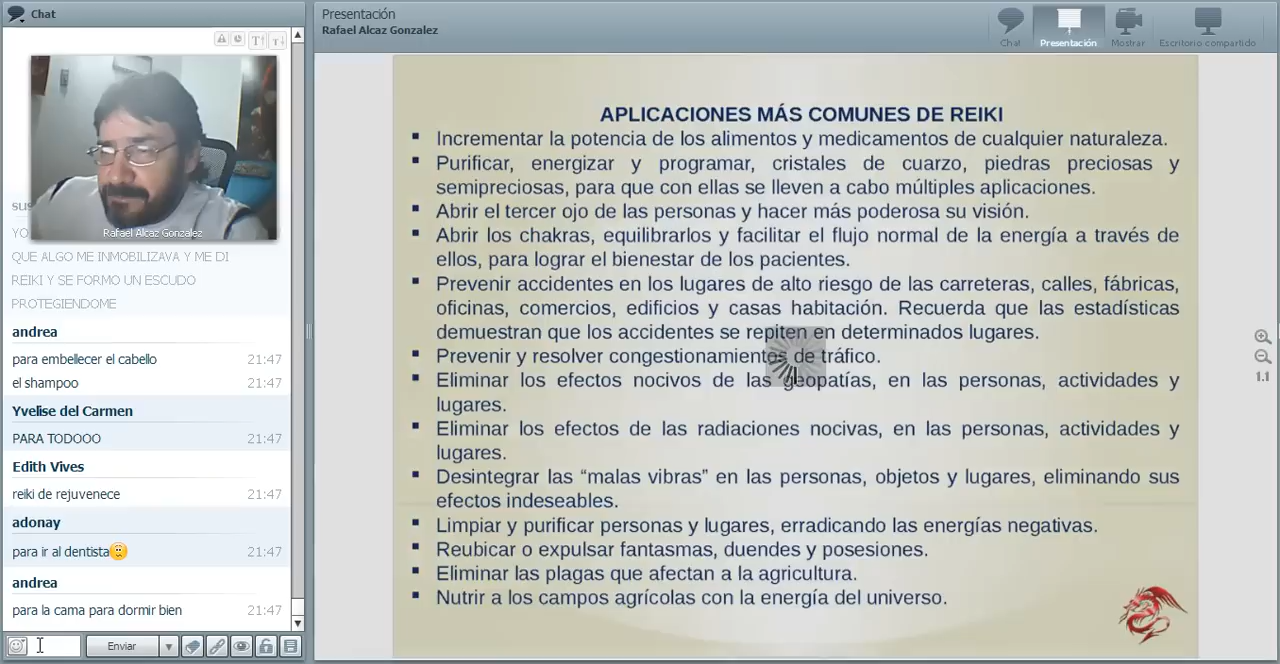 Chat
Rafael Alcaz Gonzalez
QUE ALGO ME INMOBILIZAVA Y ME DI
REIKI Y SE FORMO UN ESCUDO
PROTEGIENDOME
andrea
para embellecer el cabello 21:47
el shampoo 21:47
Yvelise del Carmen
PARA TODOOO 21:47
Edith Vives
reiki de rejuvenece 21:47
adonay
para ir al dentista 21:47
andrea
para la cama para dormir bien 21:47
Enviar
Presentación
Rafael Alcaz Gonzalez
Chat
Presentación
Mostrar
Escritorio compartido
APLICACIONES MÁS COMUNES DE REIKI
Incrementar la potencia de los alimentos y medicamentos de cualquier naturaleza.
Purificar, energizar y programar, cristales de cuarzo, piedras preciosas y
semipreciosas, para que con ellas se lleven a cabo múltiples aplicaciones.
Abrir el tercer ojo de las personas y hacer más poderosa su visión.
Abrir los chakras, equilibrarlos y facilitar el flujo normal de la energía a través de
ellos, para lograr el bienestar de los pacientes.
Prevenir accidentes en los lugares de alto riesgo de las carreteras, calles, fábricas,
oficinas, comercios, edificios y casas habitación. Recuerda que las estadísticas
demuestran que los accidentes se repiten en determinados lugares.
Prevenir y resolver congestionamientos de tráfico.
Eliminar los efectos nocivos de las geopatías, en las personas, actividades y
lugares.
Eliminar los efectos de las radiaciones nocivas, en las personas, actividades y
lugares.
Desintegrar las “malas vibras” en las personas, objetos y lugares, eliminando sus
efectos indeseables.
Limpiar y purificar personas y lugares, erradicando las energías negativas.
Reubicar o expulsar fantasmas, duendes y posesiones.
Eliminar las plagas que afectan a la agricultura.
Nutrir a los campos agrícolas con la energía del universo.
1.1